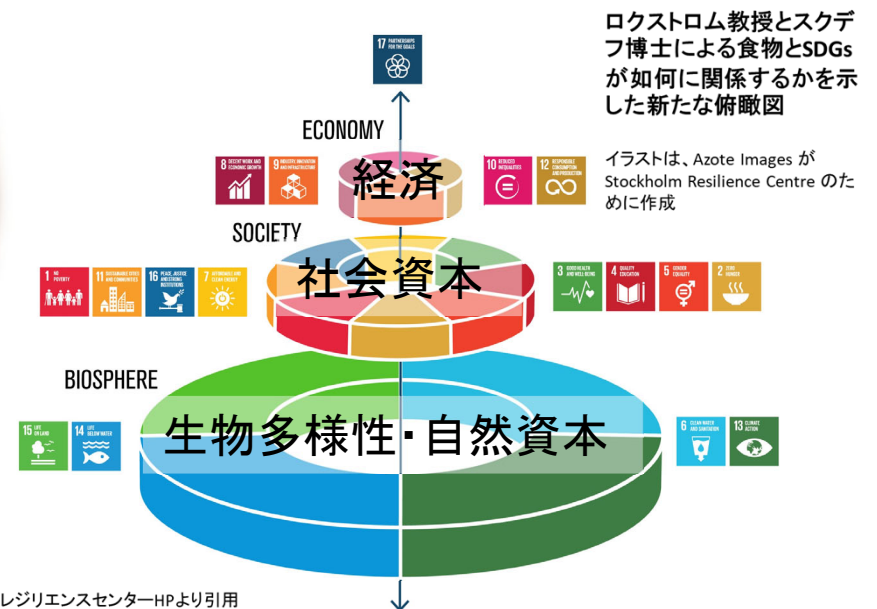 ロクストロム教授とスクデ
フ博士による食物とSDGs
が如何に関係するかを示
した新たな俯瞰図
イラストは、Azote Images が
Stockholm Resilience Centre のた
めに作成
17 PARTNERSHIPS
FOR THE GOALS
ECONOMY
8 DECENT WORK AND
ECONOMIC GROWTH
9 INDUSTRY, INNOVATION
AND INFRASTRUCTURE
経済
10 REDUCED
INEQUALITIES
12 RESPONSIBLE
CONSUMPTION
AND PRODUCTION
SOCIETY
1 NO
POVERTY
11 SUSTAINABLE CITIES
AND COMMUNITIES
16 PEACE, JUSTICE
AND STRONG
INSTITUTIONS
7 AFFORDABLE AND
CLEAN ENERGY
社会資本
3 GOOD HEALTH
AND WELL-BEING
4 QUALITY
EDUCATION
5 GENDER
EQUALITY
2 ZERO
HUNGER
BIOSPHERE
15 LIFE
ON LAND
14 LIFE
BELOW WATER
生物多様性・自然資本
6 CLEAN WATER
AND SANITATION
13 CLIMATE
ACTION
レジリエンスセンターHPより引用